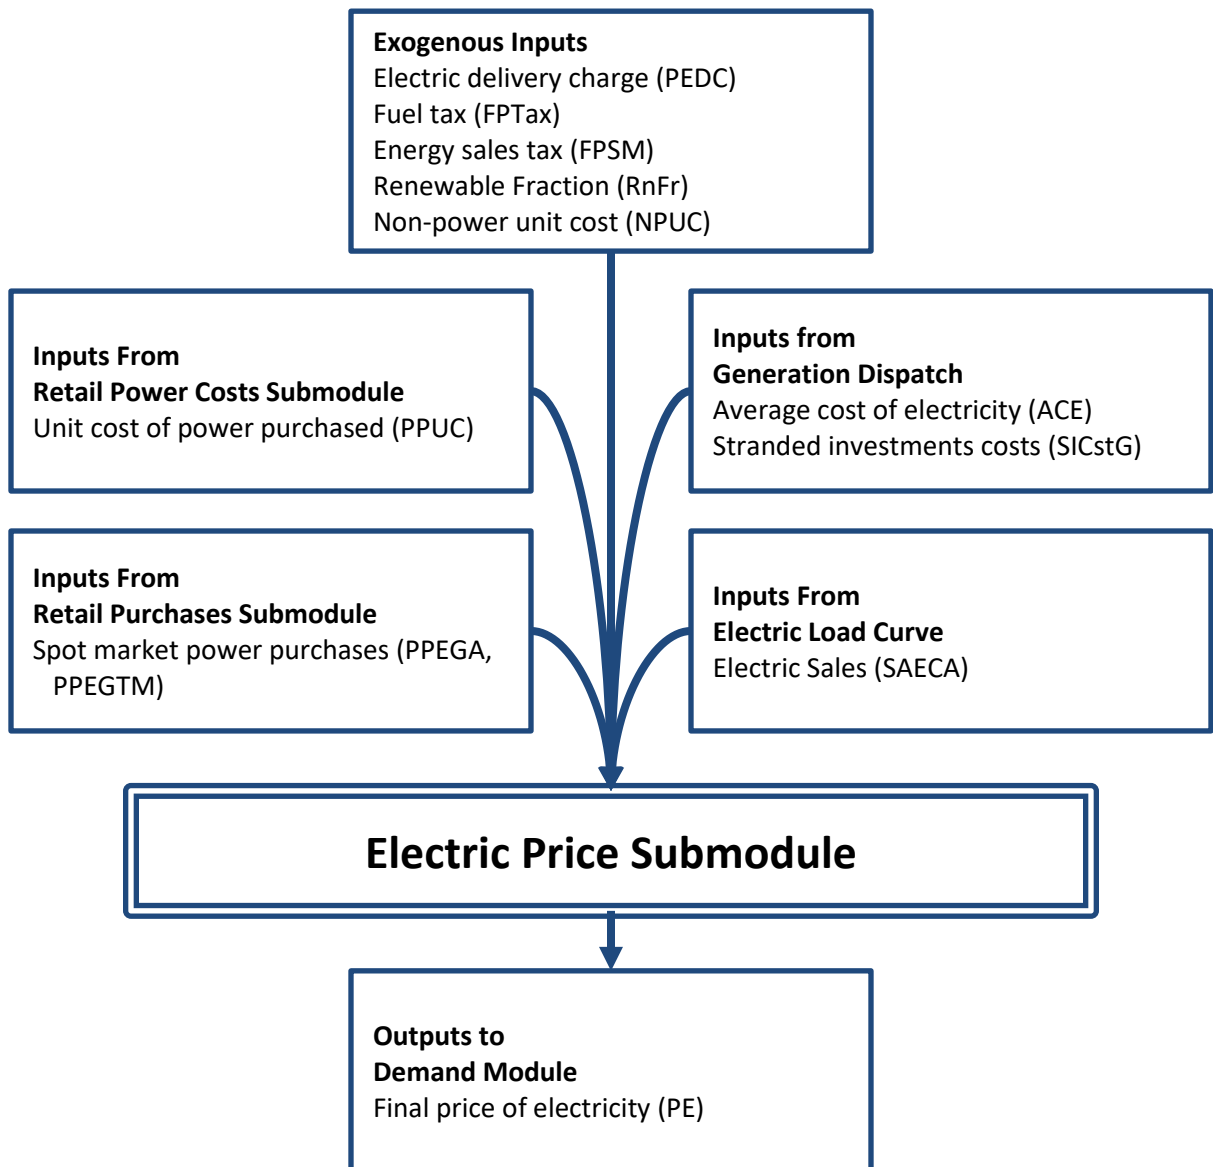 Exogenous Inputs
Electric delivery charge (PEDC)
Fuel tax (FPTax)
Energy sales tax (FPSM)
Renewable Fraction (RnFr)
Non-power unit cost (NPUC)
Inputs From
Retail Power Costs Submodule
Unit cost of power purchased (PPUC)
Inputs from
Generation Dispatch
Average cost of electricity (ACE)
Stranded investments costs (SICstG)
Inputs From
Retail Purchases Submodule
Spot market power purchases (PPEGA,
PPEGTM)
Inputs From
Electric Load Curve
Electric Sales (SAECA)
Electric Price Submodule
Outputs to
Demand Module
Final price of electricity (PE)